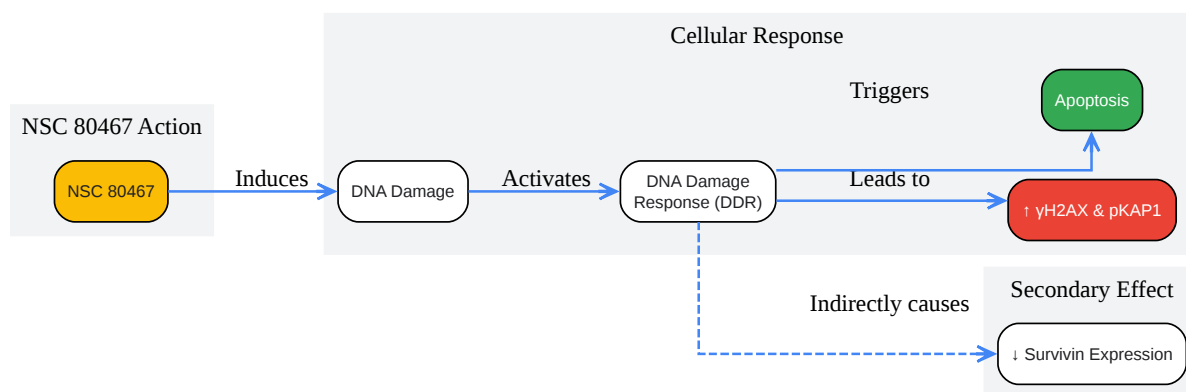 Cellular Response
Triggers
Apoptosis
NSC 80467 Action
NSC 80467
Induces
DNA Damage
Activates
DNA Damage
Response (DDR)
Leads to
↑ γH2AX & pKAP1
Secondary Effect
Indirectly causes
↓ Survivin Expression